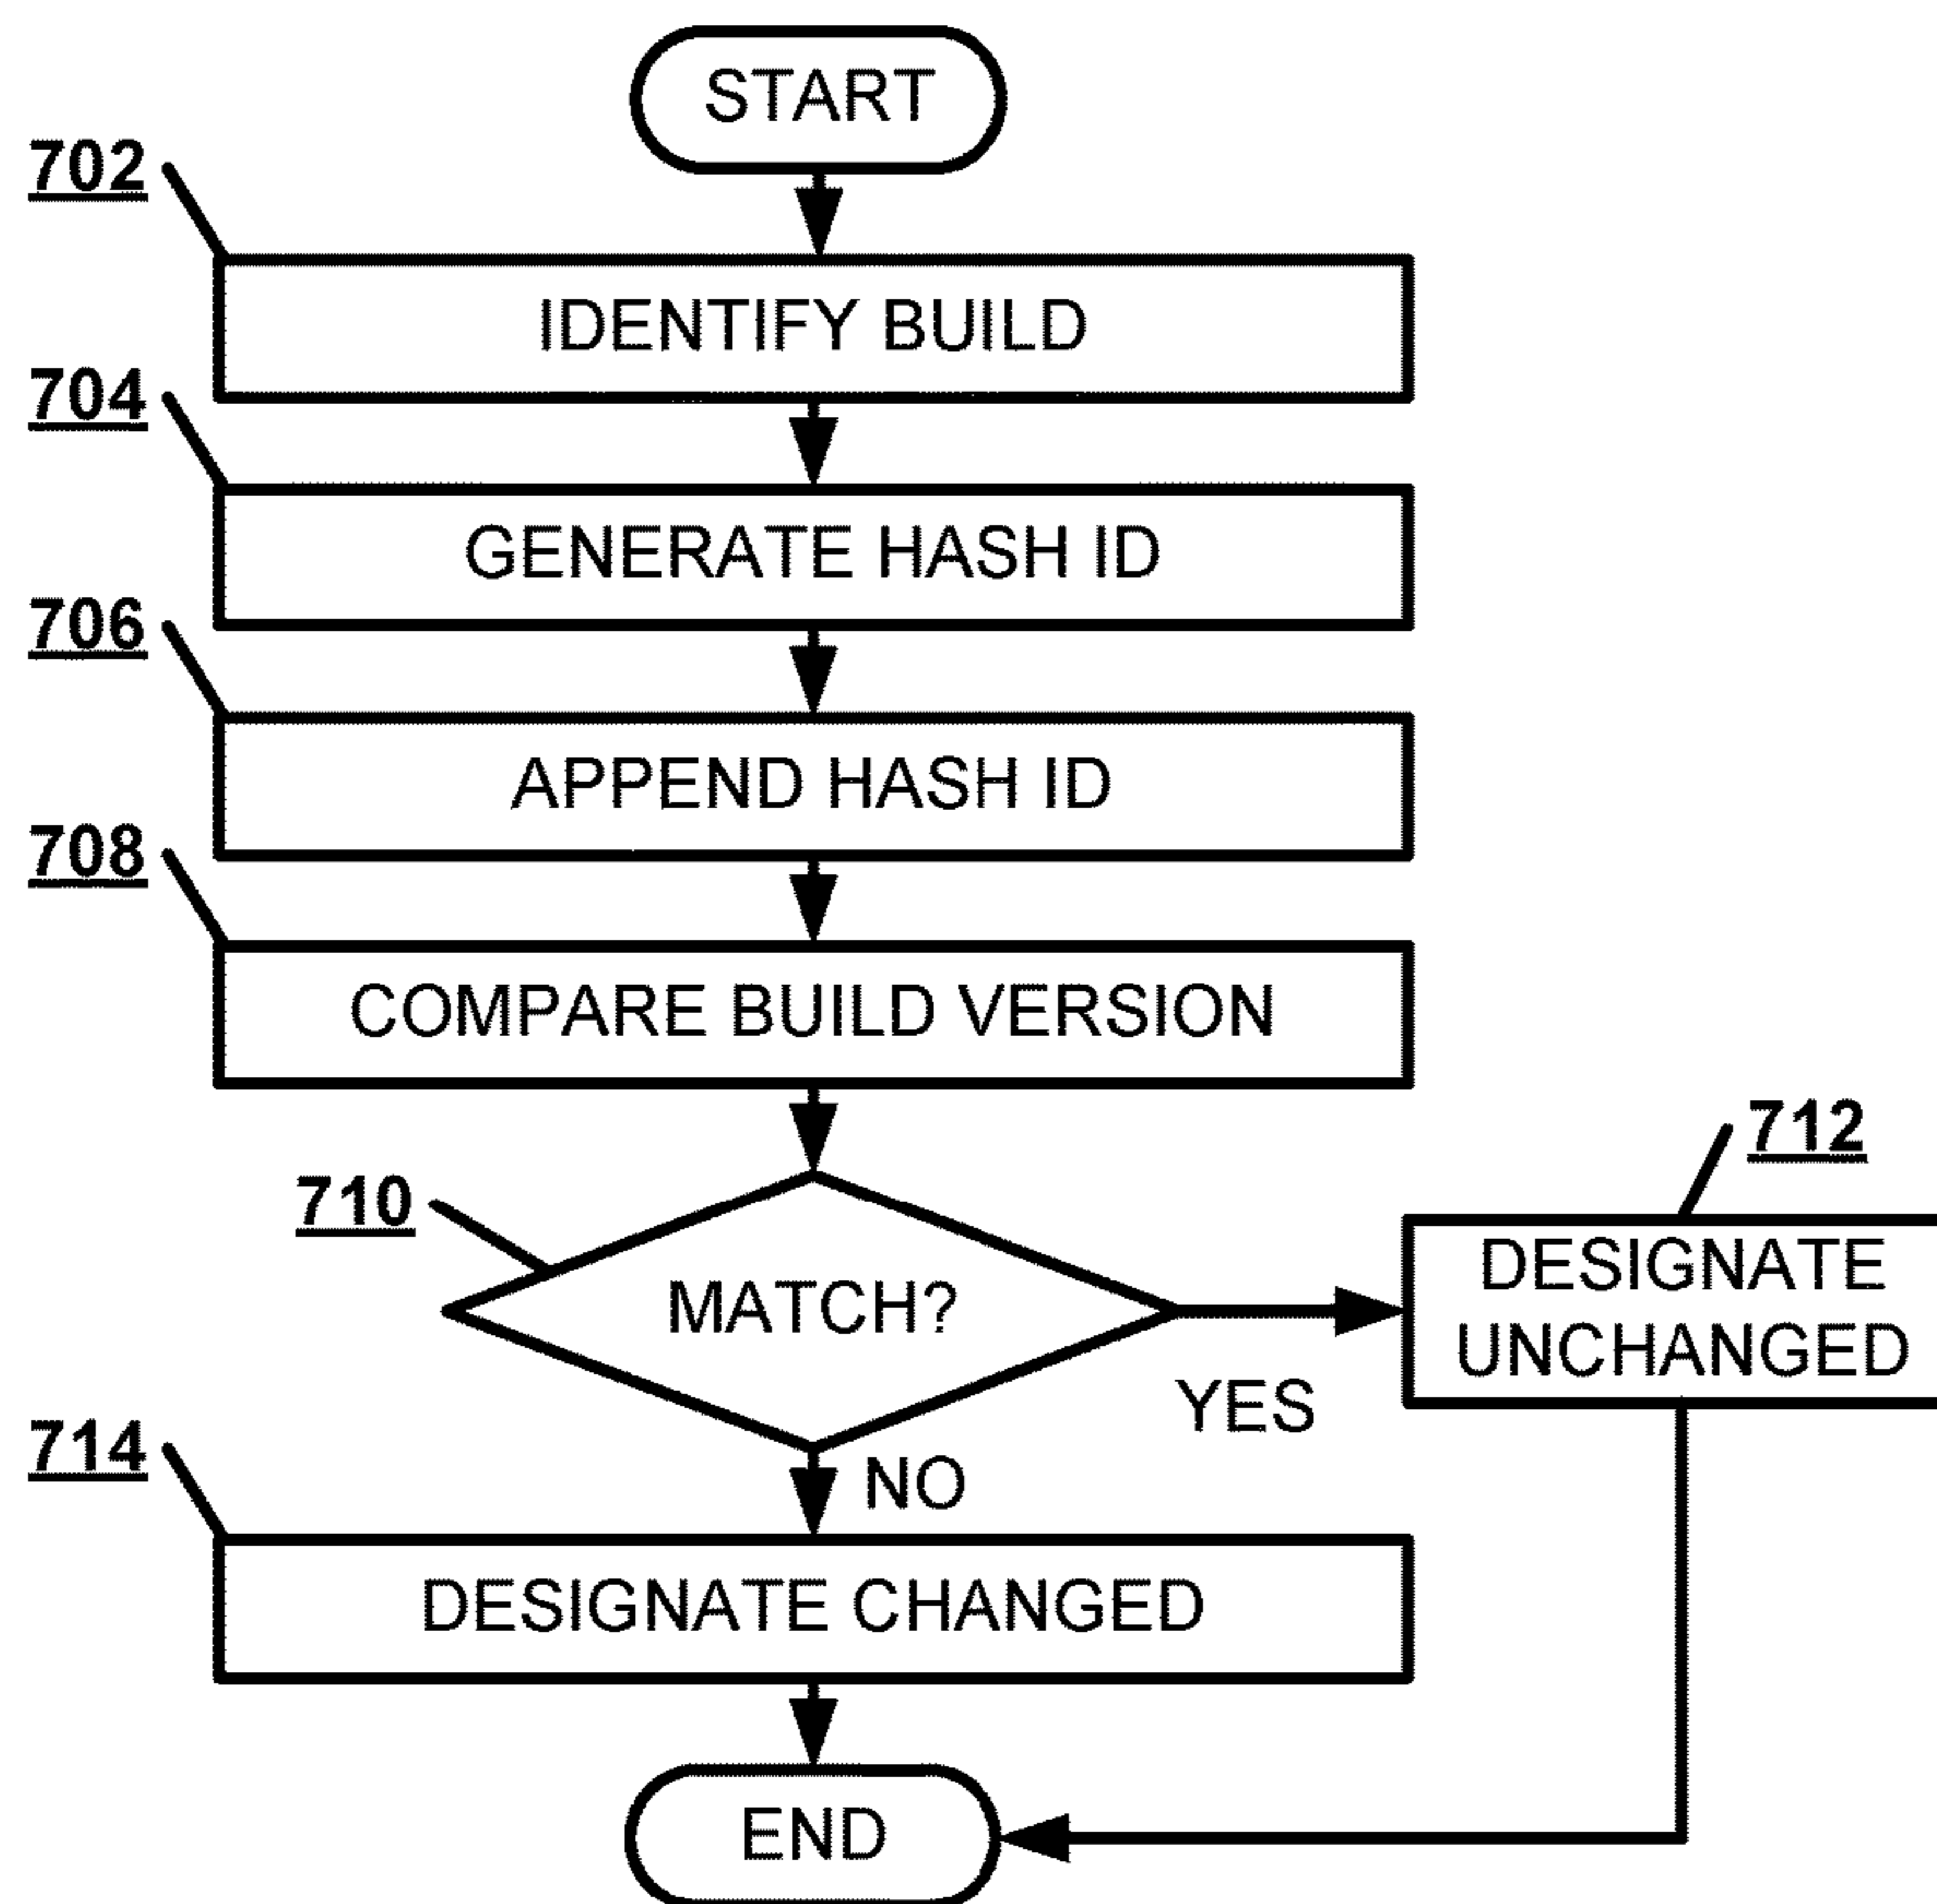 START
702
IDENTIFY BUILD
704
GENERATE HASH ID
706
APPEND HASH ID
708
COMPARE BUILD VERSION
710
MATCH?
YES
712
DESIGNATE
UNCHANGED
NO
714
DESIGNATE CHANGED
END